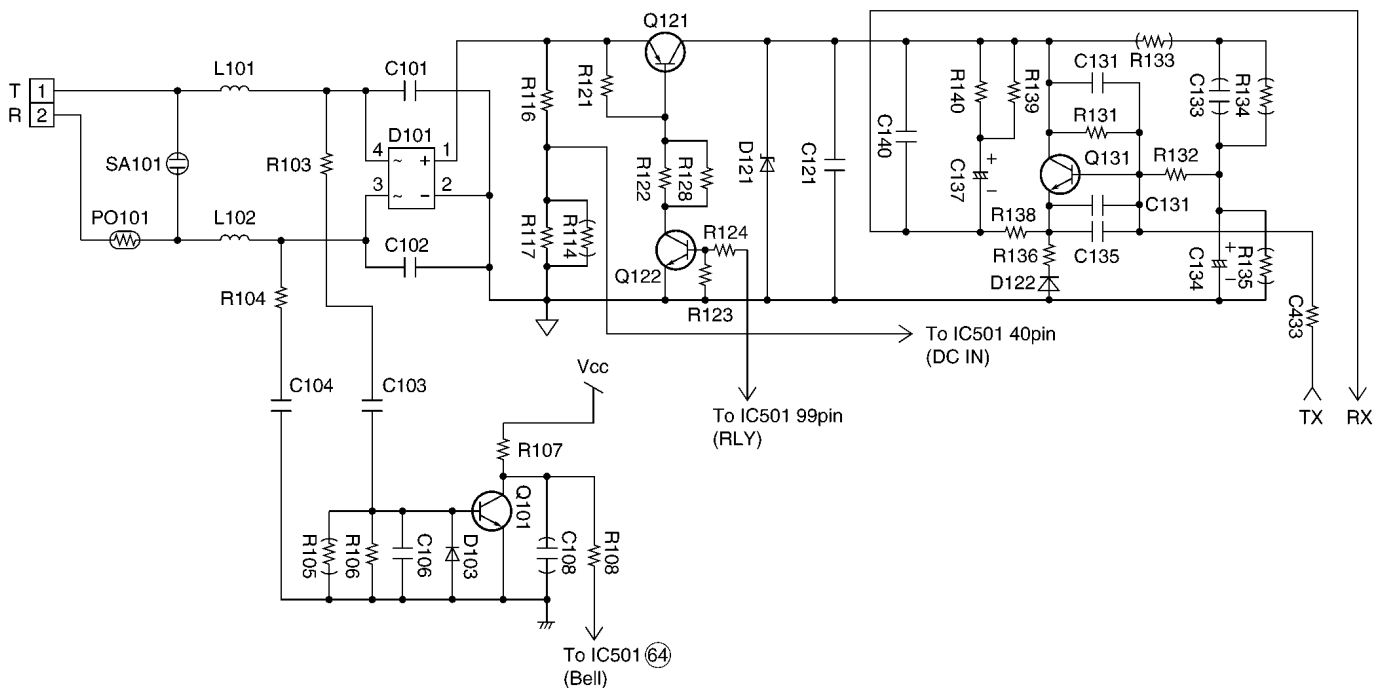 Q121
T 1
R 2
L101
C101
SA101
R103
D101
4 ~ + 1
3 ~ − 2
PO101
L102
C102
R104
R116
R121
R117
R114
R122
R128
Q122
R124
R123
D121
C121
C140
R140
R139
C137
+
−
C131
R131
Q131
R133
C133
R134
R132
C131
R138
C135
R136
D122
C134
+
−
R135
C433
To IC501 40pin
(DC IN)
To IC501 99pin
(RLY)
TX
RX
C104
C103
Vcc
R107
Q101
R105
R106
C106
D103
C108
R108
To IC501 64
(Bell)